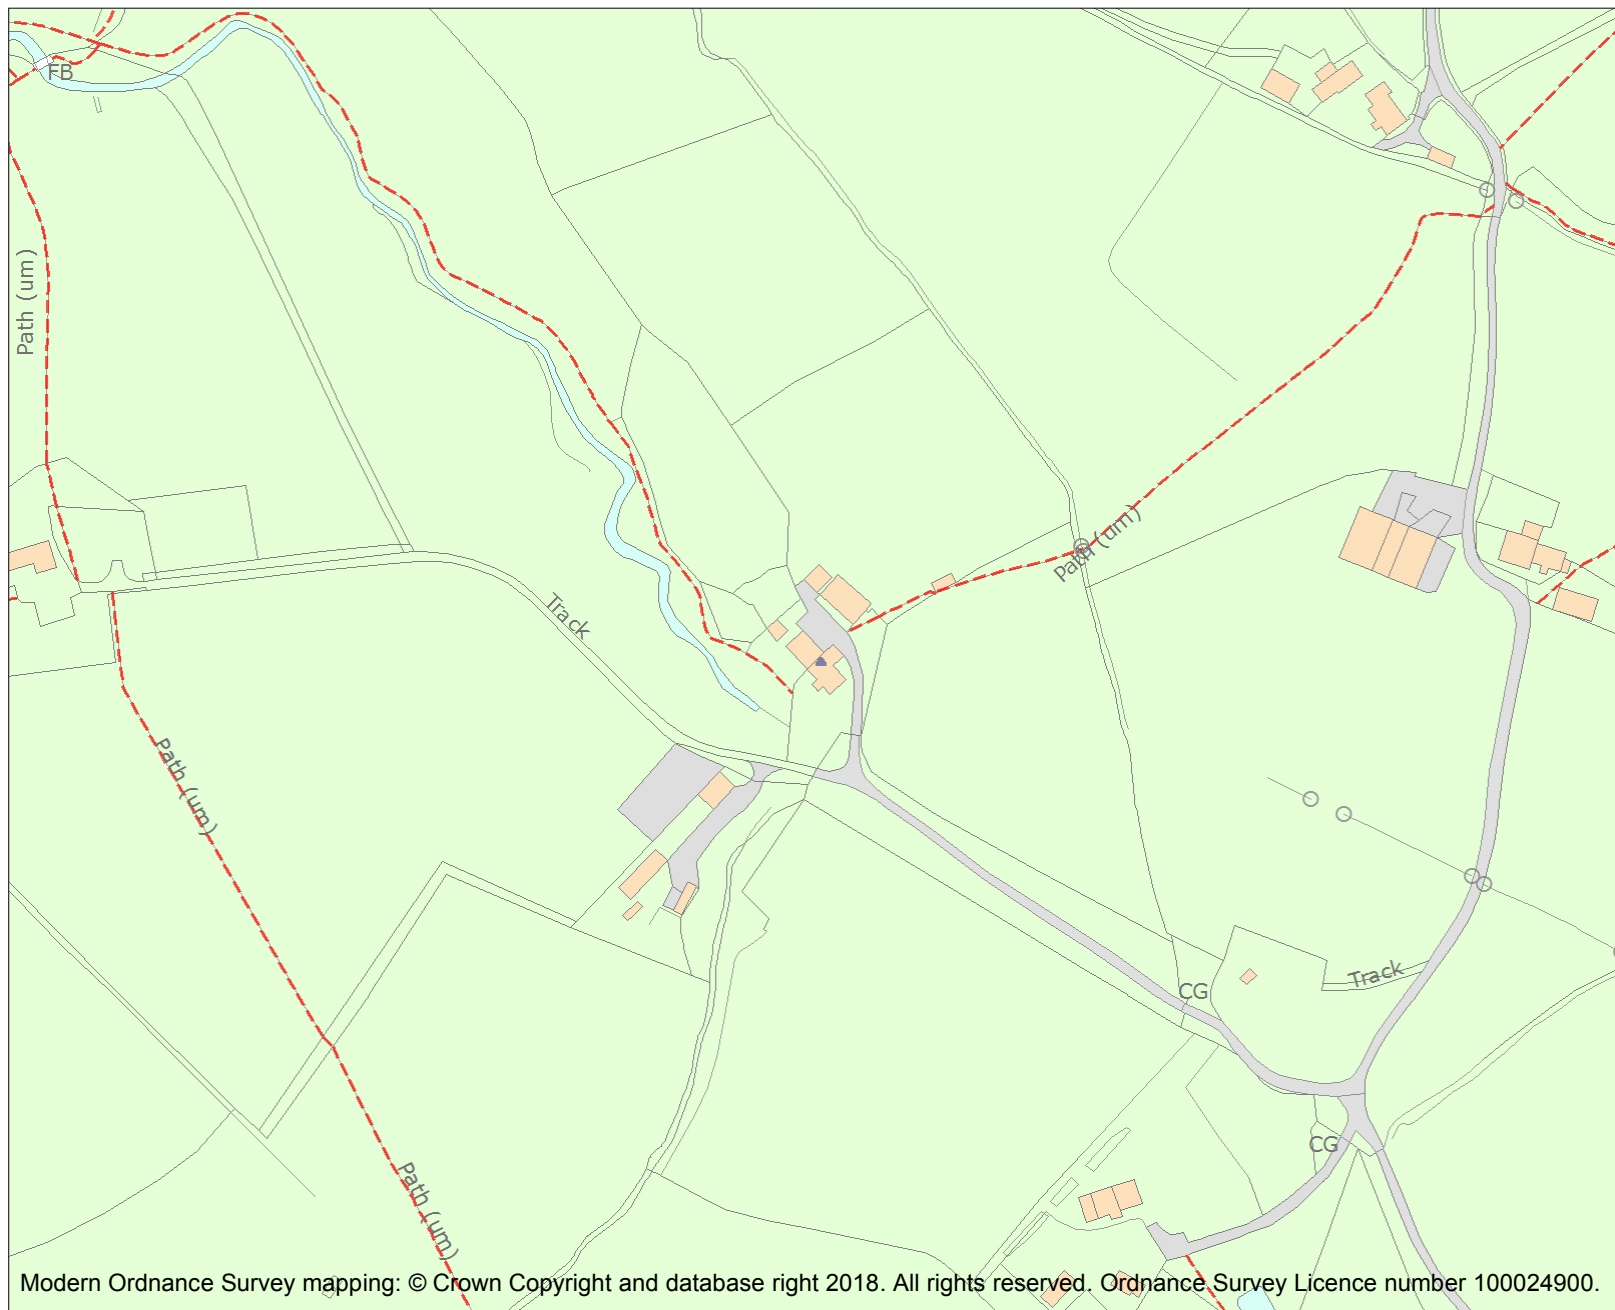 FB
Path (um)
Path (um)
Track
Path (um)
Track
CG
CG
Path (um)
Modern Ordnance Survey mapping: © Crown Copyright and database right 2018. All rights reserved. Ordnance Survey Licence number 100024900.